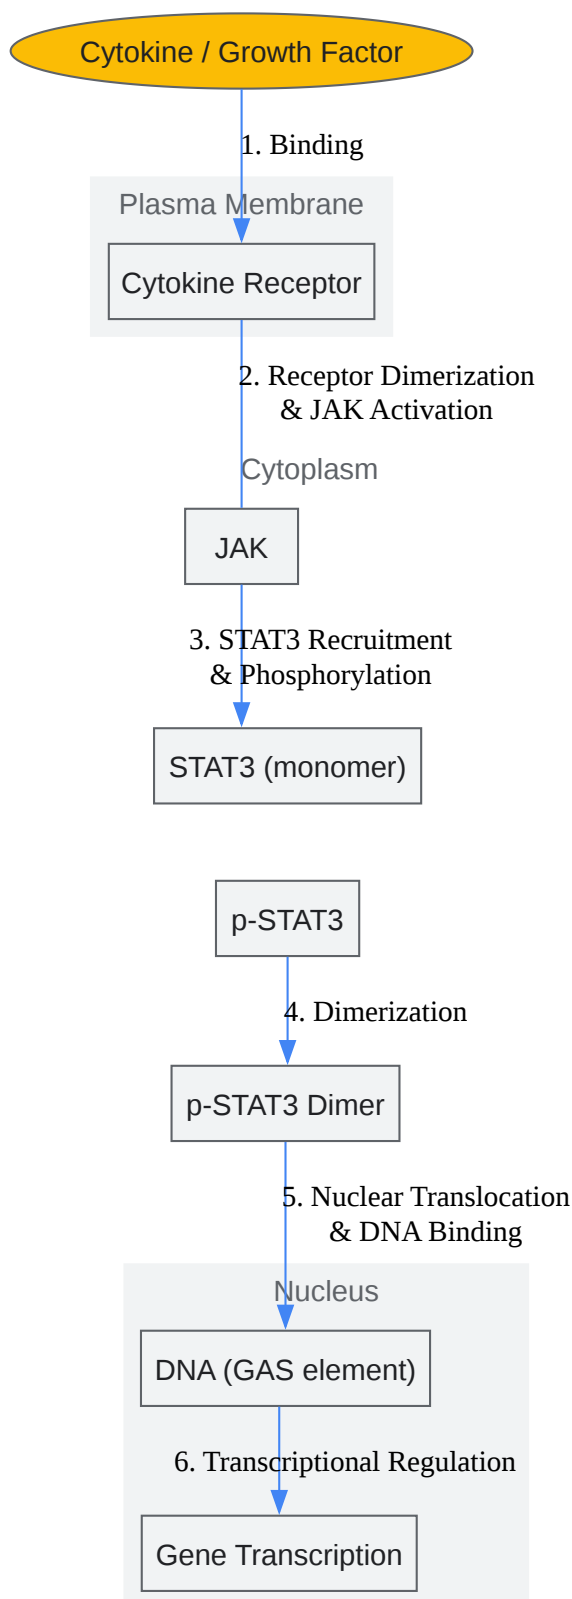 Cytokine / Growth Factor
1. Binding
Plasma Membrane
Cytokine Receptor
2. Receptor Dimerization
& JAK Activation
Cytoplasm
JAK
3. STAT3 Recruitment
& Phosphorylation
STAT3 (monomer)
p-STAT3
4. Dimerization
p-STAT3 Dimer
5. Nuclear Translocation
& DNA Binding
Nucleus
DNA (GAS element)
6. Transcriptional Regulation
Gene Transcription